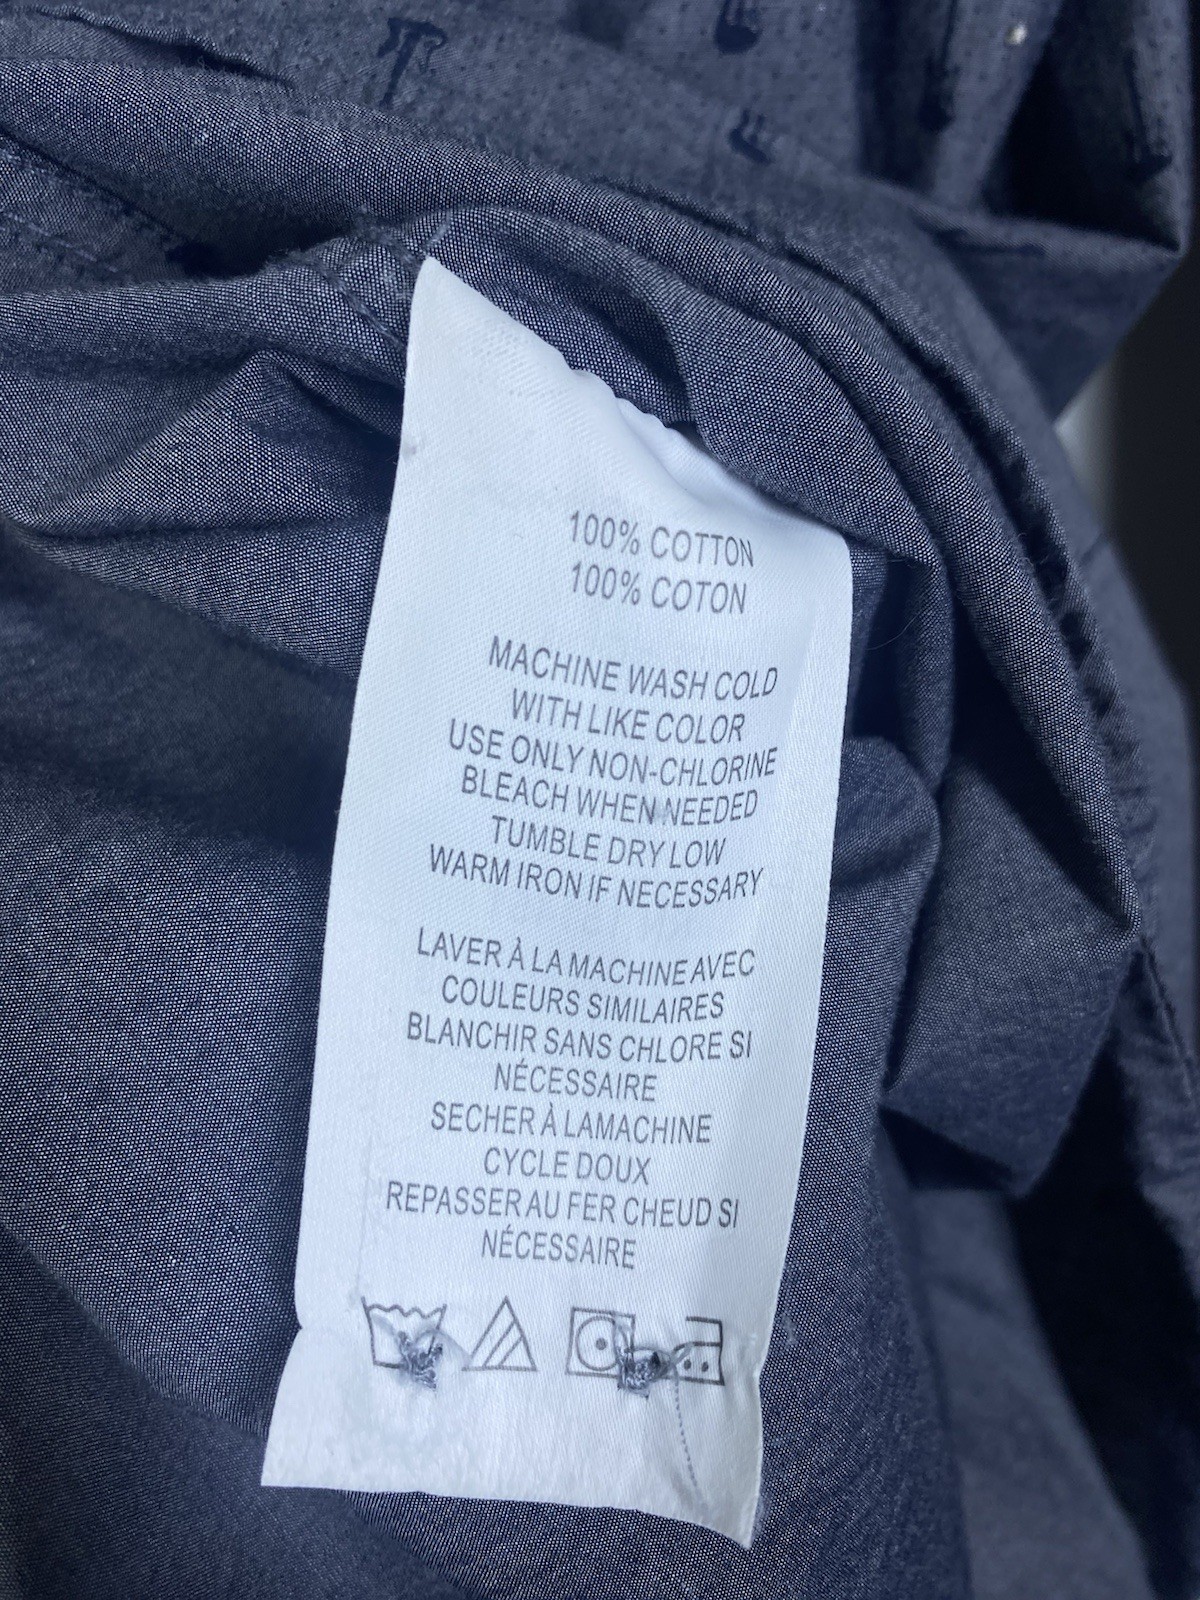 100% COTTON
100% COTON
MACHINE WASH COLD
WITH LIKE COLOR
USE ONLY NON-CHLORINE
BLEACH WHEN NEEDED
TUMBLE DRY LOW
WARM IRON IF NECESSARY
LAVER À LA MACHINE AVEC
COULEURS SIMILAIRES
BLANCHIR SANS CHLORE SI
NÉCESSAIRE
SECHER À LAMACHINE
CYCLE DOUX
REPASSER AU FER CHEUD SI
NÉCESSAIRE